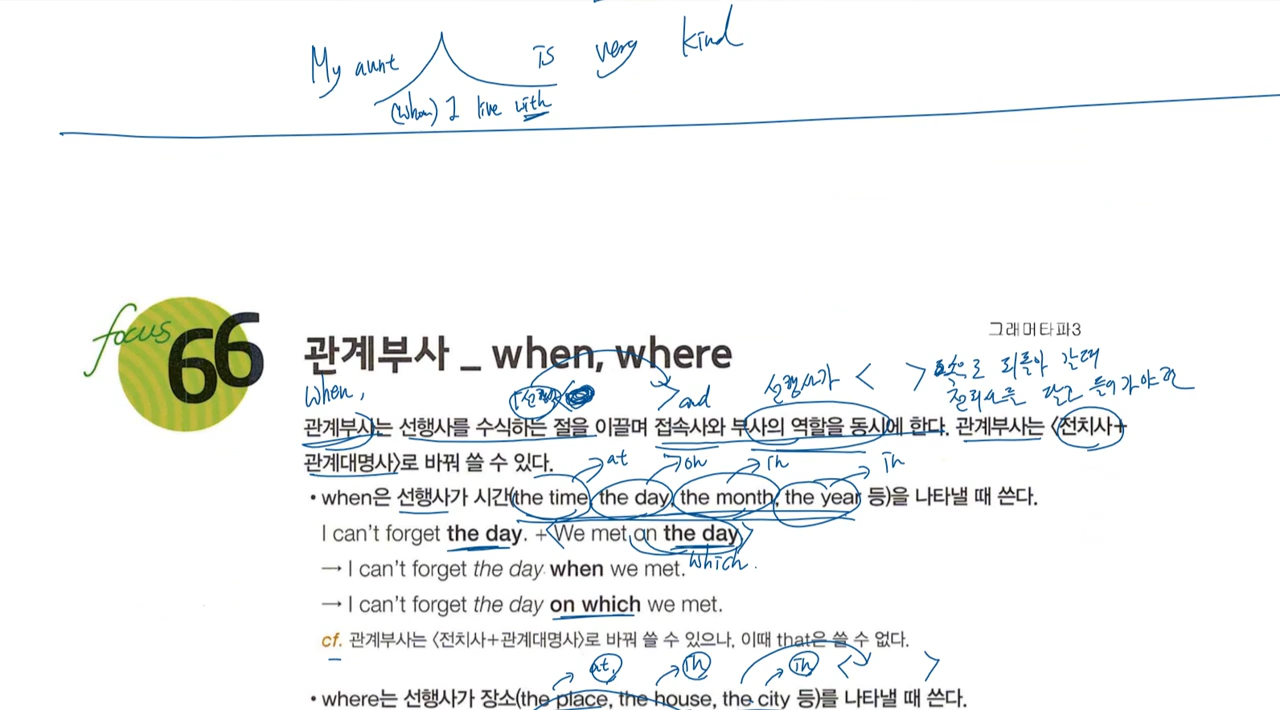 My aunt is very kind
(whom) I live with
focus 66
관계부사 _ when, where
그래머타파3
when,
and
선행사가 < > 속으로 되돌아 갈때
전치사를 달고 들어가야 면
관계부사는 선행사를 수식하는 절을 이끌며 접속사와 부사의 역할을 동시에 한다. 관계부사는 〈전치사+
관계대명사〉로 바꿔 쓸 수 있다.
at on in in
• when은 선행사가 시간(the time, the day, the month, the year 등)을 나타낼 때 쓴다.
I can't forget the day. + We met on the day
which.
→ I can't forget the day when we met.
→ I can't forget the day on which we met.
cf. 관계부사는 〈전치사+관계대명사〉로 바꿔 쓸 수 있으나, 이때 that은 쓸 수 없다.
at in in < >
• where는 선행사가 장소(the place, the house, the city 등)를 나타낼 때 쓴다.